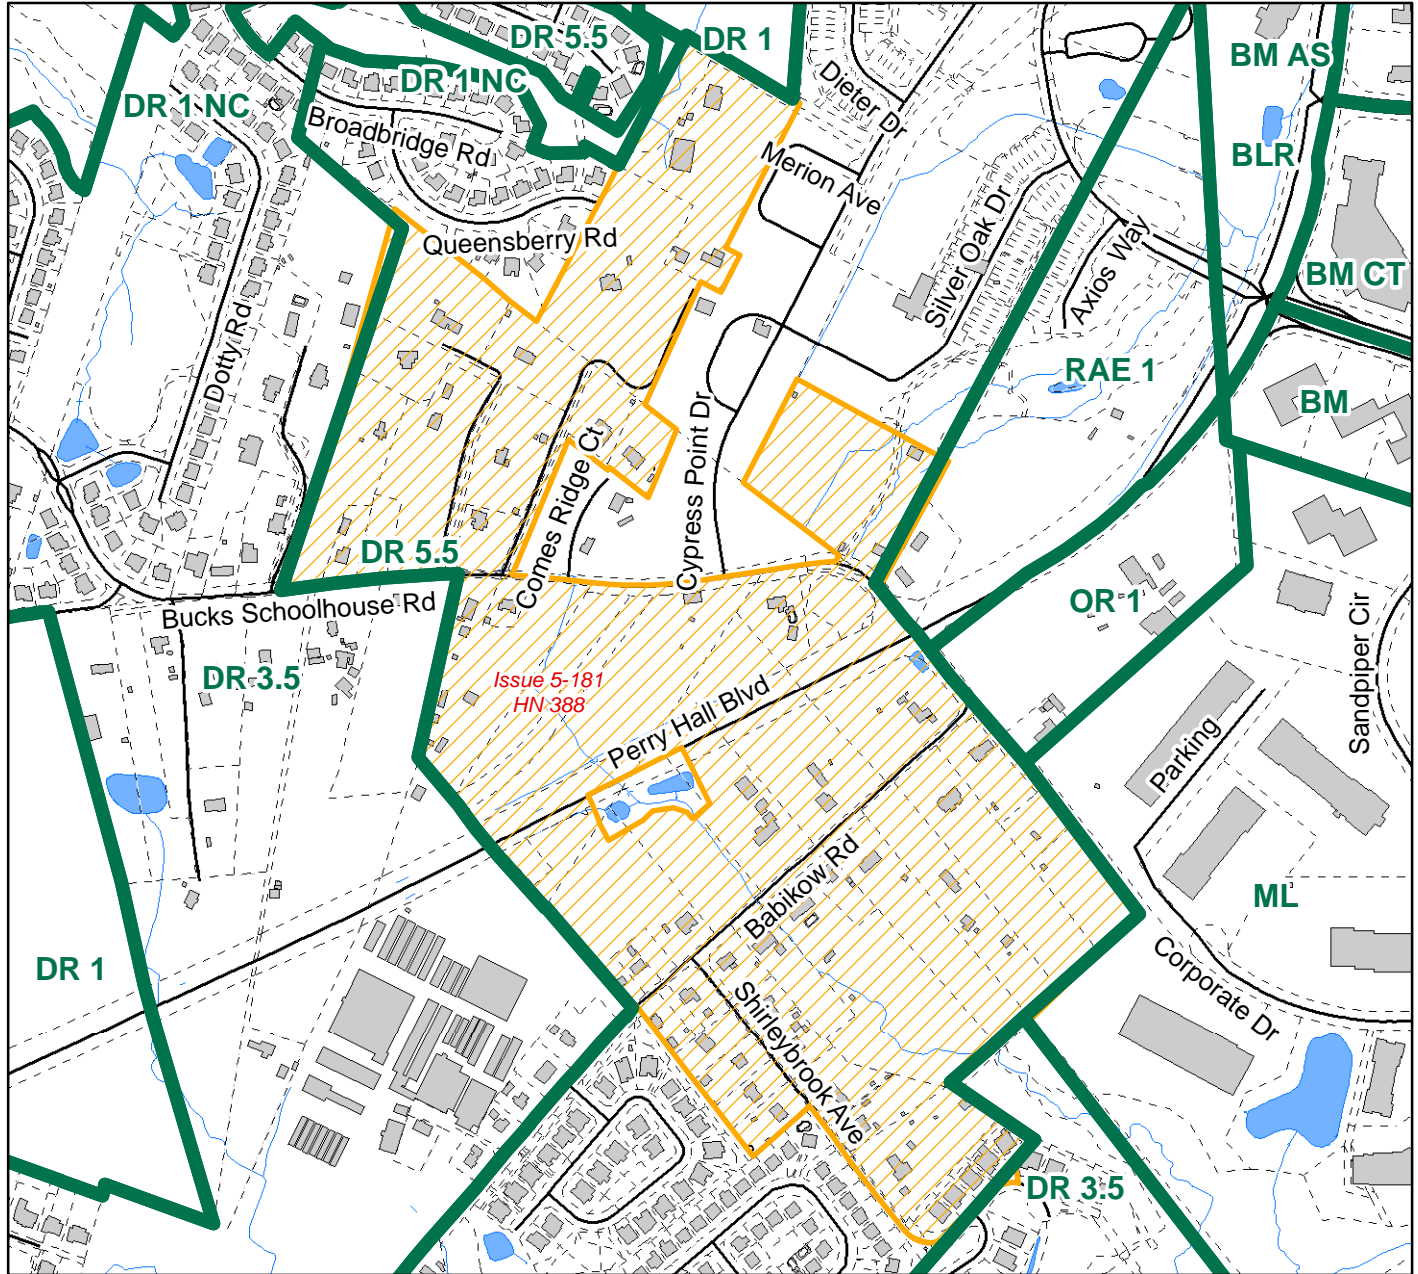 DR 5.5
DR 1
BM AS
DR 1 NC
DR 1 NC
Dieter Dr
Broadbridge Rd
BLR
Merion Ave
Queensberry Rd
Silver Oak Dr
Axios Way
BM CT
Dotty Rd
RAE 1
BM
Cypress Point Dr
Comes Ridge Ct
DR 5.5
Bucks Schoolhouse Rd
OR 1
Sandpiper Cir
DR 3.5
Issue 5-181
HN 388
Perry Hall Blvd
Parking
Babikow Rd
ML
DR 1
Corporate Dr
Shirleybrook Ave
DR 3.5